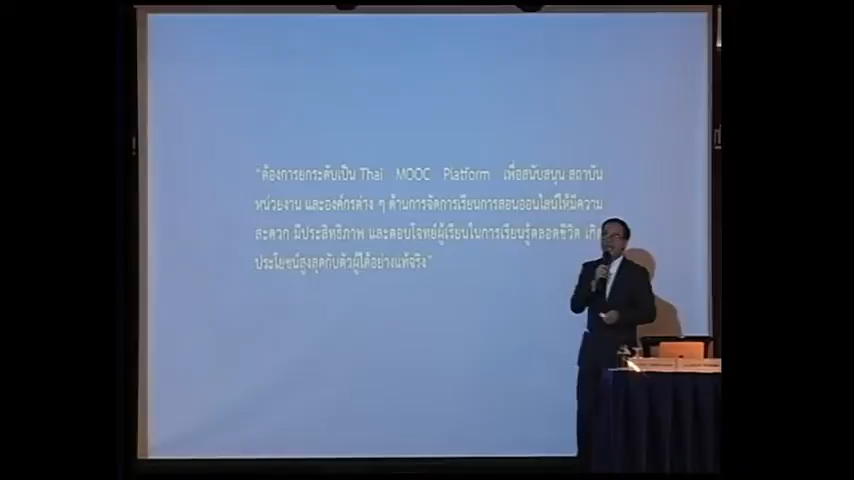 "ต้องการยกระดับเป็น Thai MOOC Platform เพื่อสนับสนุน สถาบัน
หน่วยงาน และองค์กรต่าง ๆ ด้านการจัดการเรียนการสอนออนไลน์ให้มีความ
สะดวก มีประสิทธิภาพ และตอบโจทย์ผู้เรียนในการเรียนรู้ตลอดชีวิต เกิด
ประโยชน์สูงสุดกับตัวผู้ใด้อย่างแท้จริง"